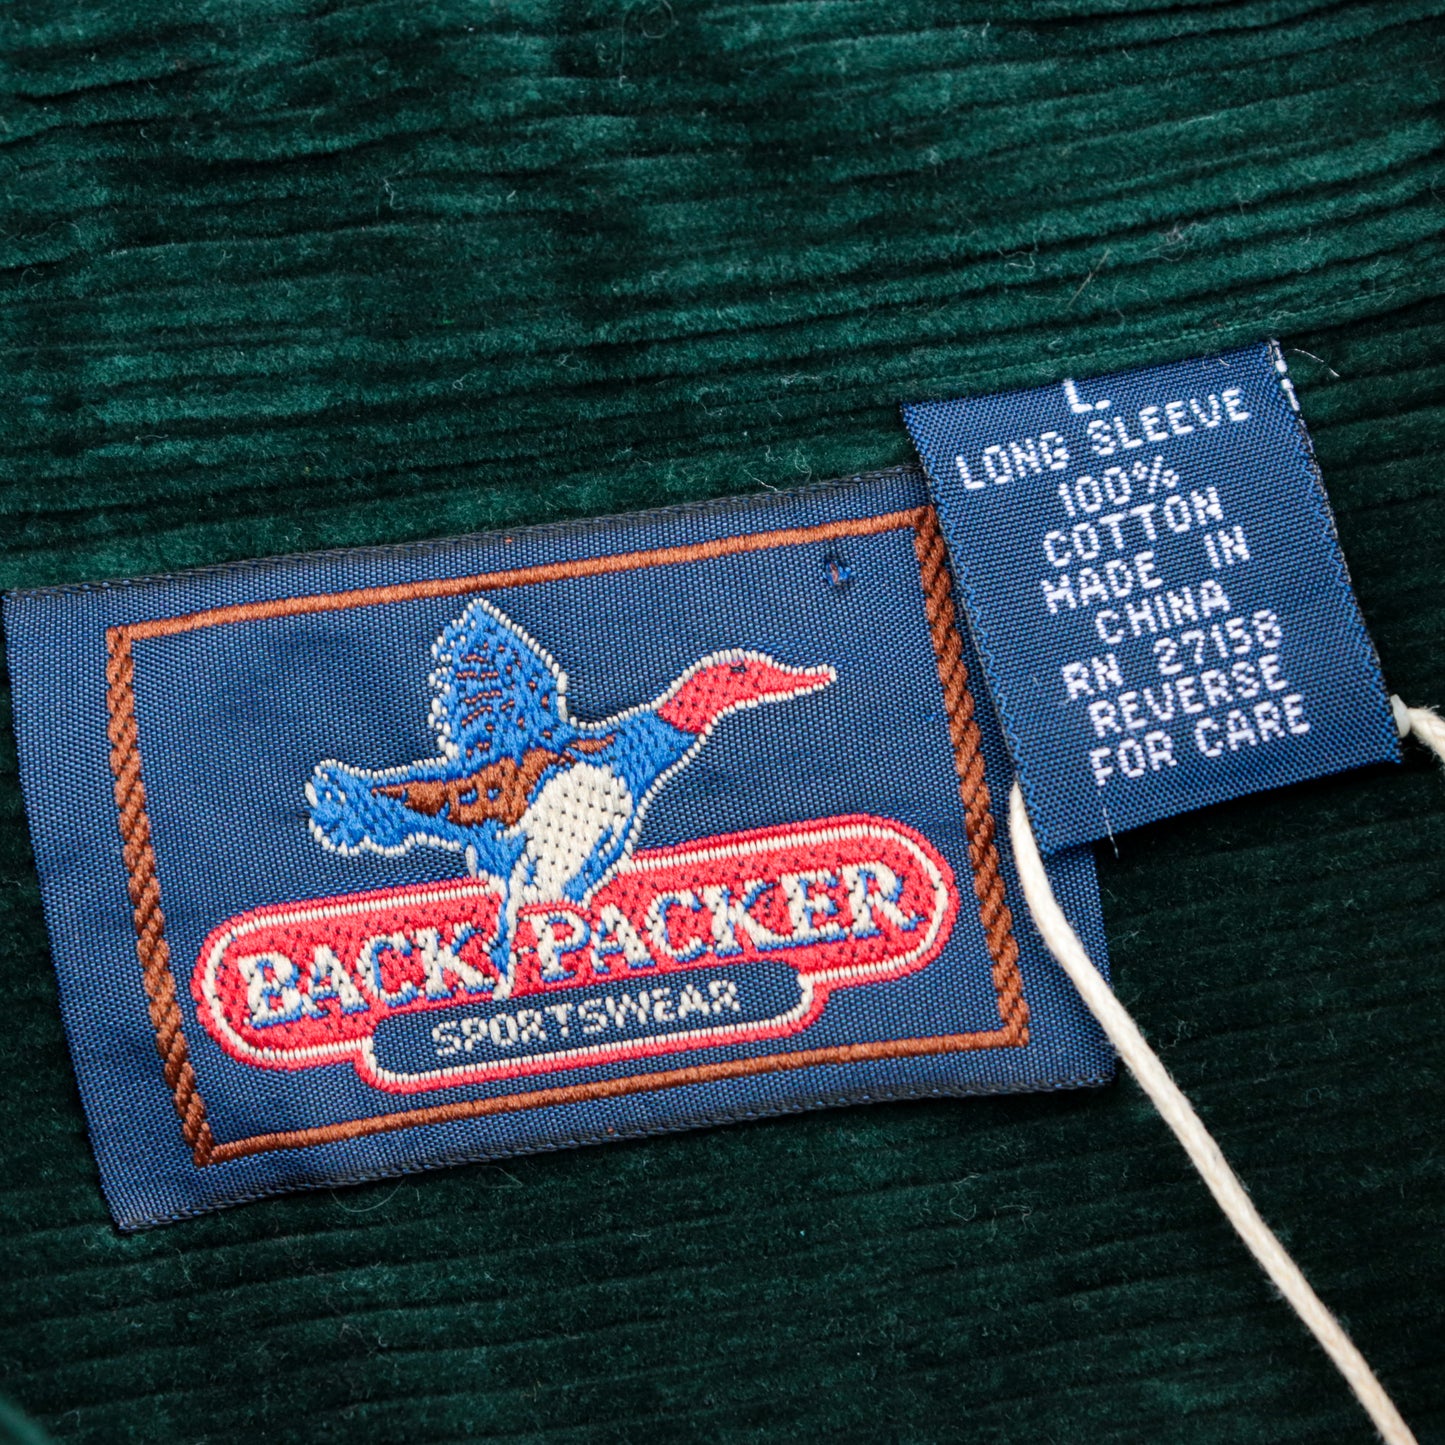 BACK PACKER
SPORTSWEAR
L.
LONG SLEEVE
100%
COTTON
MADE IN
CHINA
RN 27158
REVERSE
FOR CARE